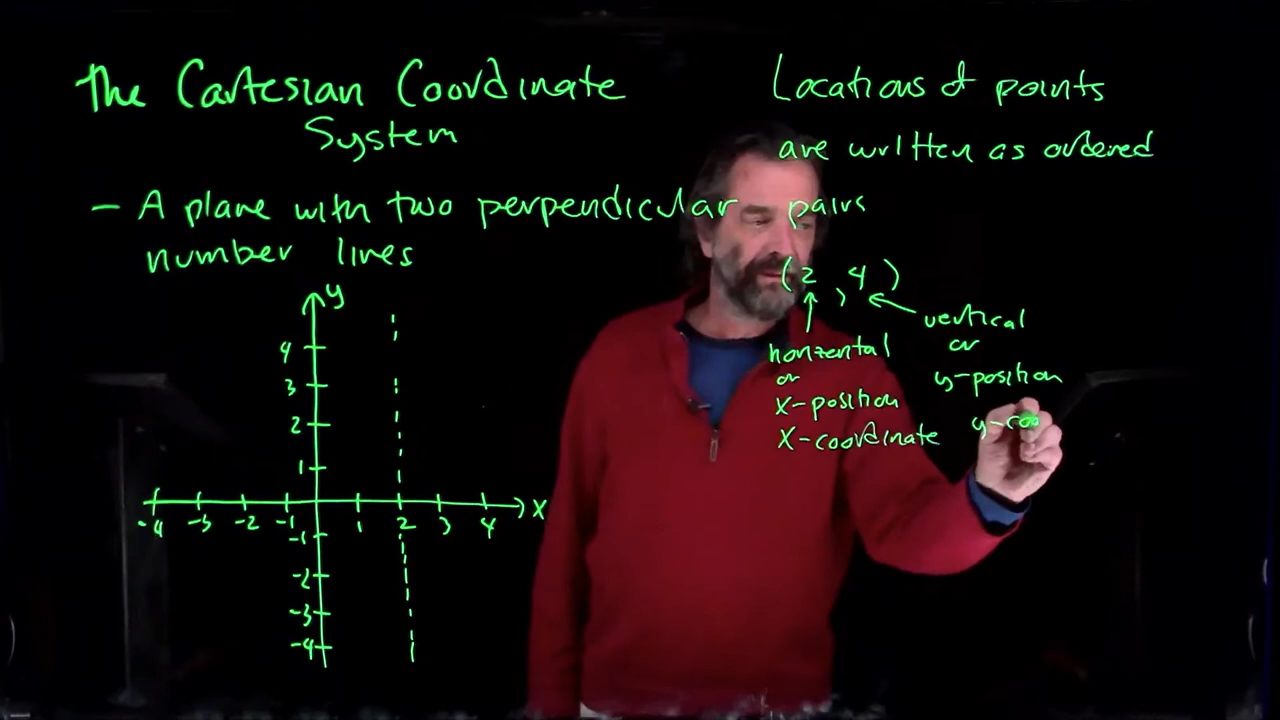 The Cartesian Coordinate
System
- A plane with two perpendicular
number lines
y
4
3
2
1
-4 -3 -2 -1 1 2 3 4 x
-1
-2
-3
-4
Locations of points
are written as ordered
pairs
(2, 4)
horizental
or
x-position
x-coordinate
vertical
or
y-position
y-coo